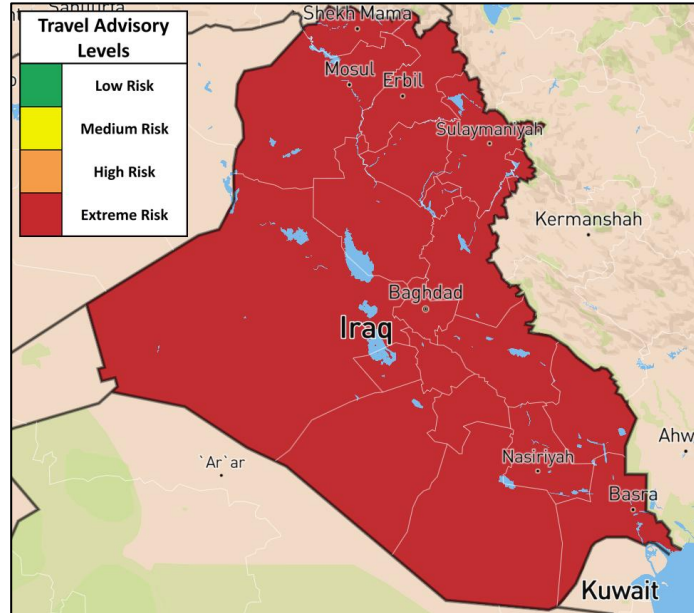 Shekh Mama
Travel Advisory
Levels
Low Risk
Medium Risk
High Risk
Extreme Risk
Mosul
Erbil
Sulaymaniyah
Kermanshah
Baghdad
Iraq
Ahw
`Ar`ar
Nasiriyah
Basra
Kuwait